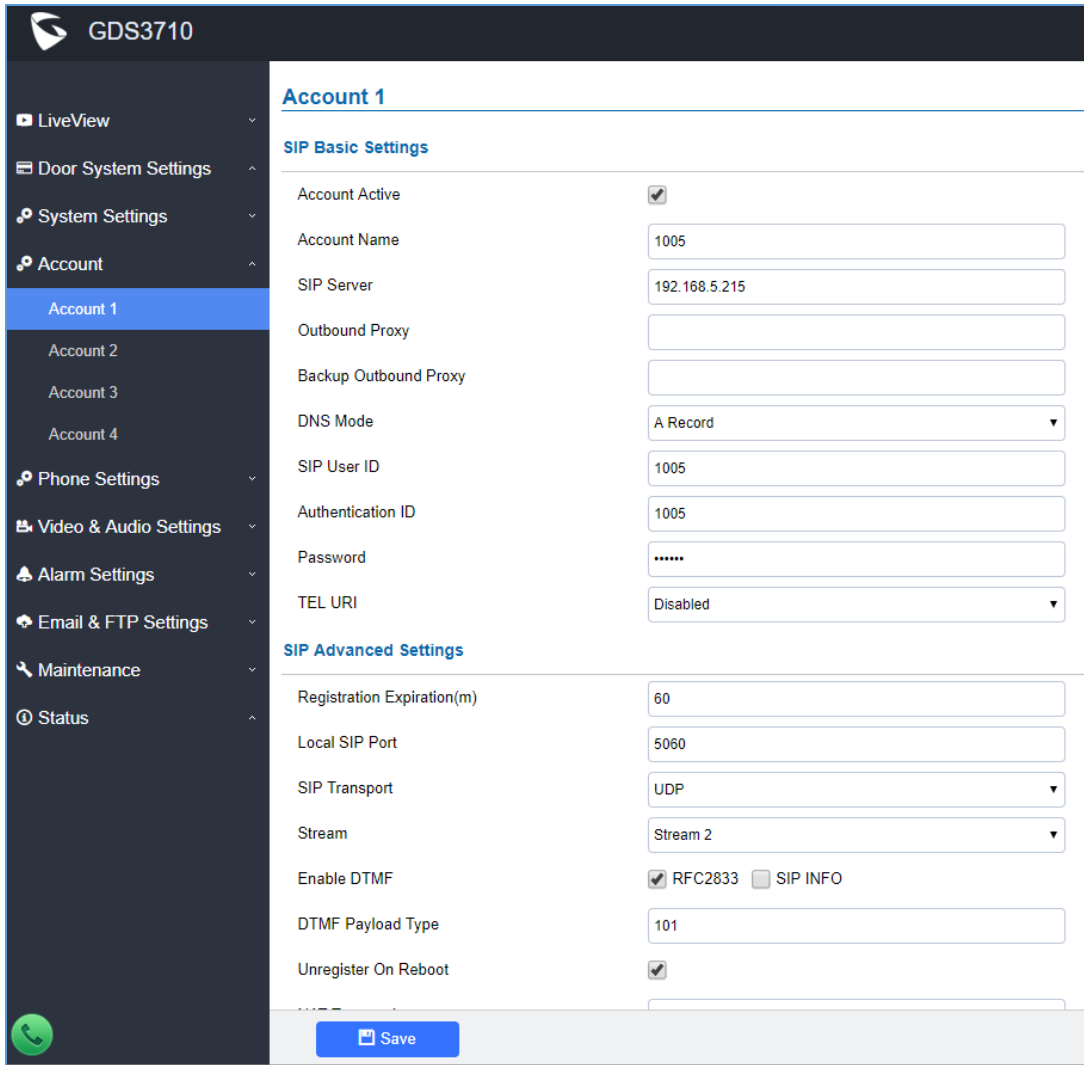 GDS3710
LiveView
Door System Settings
System Settings
Account
Account 1
Account 2
Account 3
Account 4
Phone Settings
Video & Audio Settings
Alarm Settings
Email & FTP Settings
Maintenance
Status
Account 1
SIP Basic Settings
Account Active
Account Name 1005
SIP Server 192.168.5.215
Outbound Proxy
Backup Outbound Proxy
DNS Mode A Record
SIP User ID 1005
Authentication ID 1005
Password ••••••
TEL URI Disabled
SIP Advanced Settings
Registration Expiration(m) 60
Local SIP Port 5060
SIP Transport UDP
Stream Stream 2
Enable DTMF RFC2833 SIP INFO
DTMF Payload Type 101
Unregister On Reboot
Save